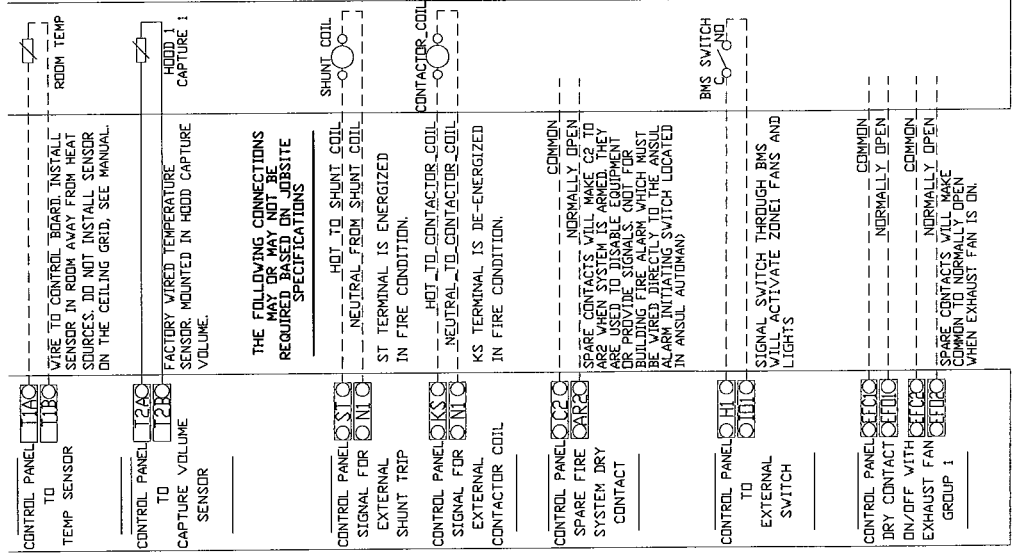 CONTROL PANEL
TO
TEMP SENSOR
T1A
T1B
WIRE TO CONTROL BOARD. INSTALL
SENSOR IN ROOM AWAY FROM HEAT
SOURCES. DO NOT INSTALL SENSOR
ON THE CEILING GRID, SEE MANUAL.
ROOM TEMP
CONTROL PANEL
TO
CAPTURE VOLUME
SENSOR
T2A
T2B
FACTORY WIRED TEMPERATURE
SENSOR. MOUNTED IN HOOD CAPTURE
VOLUME.
HOOD 1
CAPTURE 1
THE FOLLOWING CONNECTIONS
MAY OR MAY NOT BE
REQUIRED BASED ON JOBSITE
SPECIFICATIONS
CONTROL PANEL
SIGNAL FOR
EXTERNAL
SHUNT TRIP
ST
N1
HOT TO SHUNT COIL
NEUTRAL FROM SHUNT COIL
ST TERMINAL IS ENERGIZED
IN FIRE CONDITION.
SHUNT COIL
CONTROL PANEL
SIGNAL FOR
EXTERNAL
CONTACTOR COIL
KS
N1
HOT TO CONTACTOR COIL
NEUTRAL TO CONTACTOR COIL
KS TERMINAL IS DE-ENERGIZED
IN FIRE CONDITION.
CONTACTOR COIL
CONTROL PANEL
SPARE FIRE
SYSTEM DRY
CONTACT
C2
AR2
COMMON
NORMALLY OPEN
SPARE CONTACTS WILL MAKE C2 TO
AR2 WHEN SYSTEM IS ARMED. THEY
ARE USED TO DISABLE EQUIPMENT
OR PROVIDE SIGNALS. (NOT FOR
BUILDING FIRE ALARM, WHICH MUST
BE WIRED DIRECTLY TO THE ANSUL
ALARM INITIATING SWITCH LOCATED
IN ANSUL AUTOMAN)
CONTROL PANEL
TO
EXTERNAL
SWITCH
H1
IO1
SIGNAL SWITCH THROUGH BMS
WILL ACTIVATE ZONE1 FANS AND
LIGHTS
BMS SWITCH
C NO
CONTROL PANEL
DRY CONTACT
ON/OFF WITH
EXHAUST FAN
GROUP 1
EFC1
EFO1
EFC2
EFO2
COMMON
NORMALLY OPEN
COMMON
NORMALLY OPEN
SPARE CONTACTS WILL MAKE
COMMON TO NORMALLY OPEN
WHEN EXHAUST FAN IS ON.